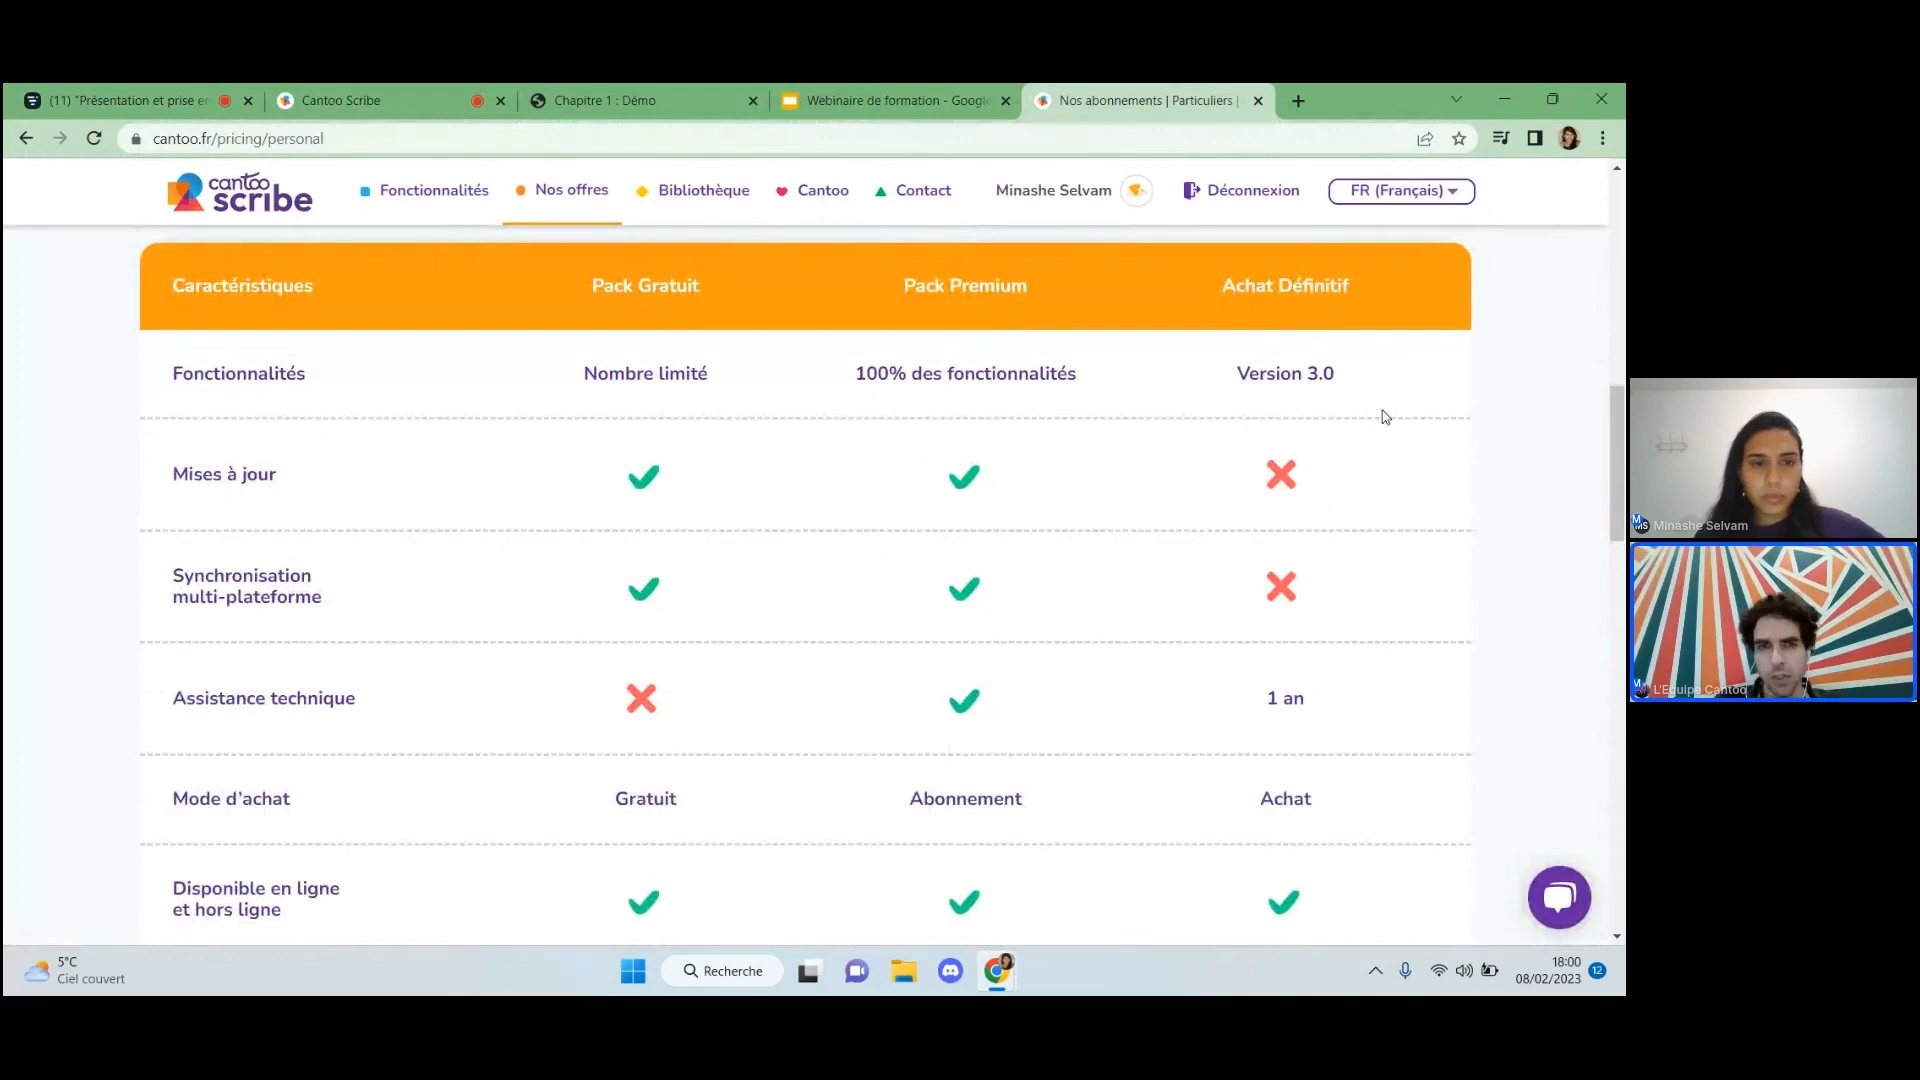 (11) "Présentation et prise en
Cantoo Scribe
Chapitre 1 : Démo
Webinaire de formation - Google
Nos abonnements | Particuliers |
cantoo.fr/pricing/personal
cantoo
scribe
Fonctionnalités
Nos offres
Bibliothèque
Cantoo
Contact
Minashe Selvam
Déconnexion
FR (Français)
Caractéristiques
Pack Gratuit
Pack Premium
Achat Définitif
Fonctionnalités
Nombre limité
100% des fonctionnalités
Version 3.0
Mises à jour
Synchronisation
multi-plateforme
Assistance technique
1 an
Mode d'achat
Gratuit
Abonnement
Achat
Disponible en ligne
et hors ligne
Minashe Selvam
L'Equipe Cantoo
5°C
Ciel couvert
Recherche
18:00
08/02/2023
12